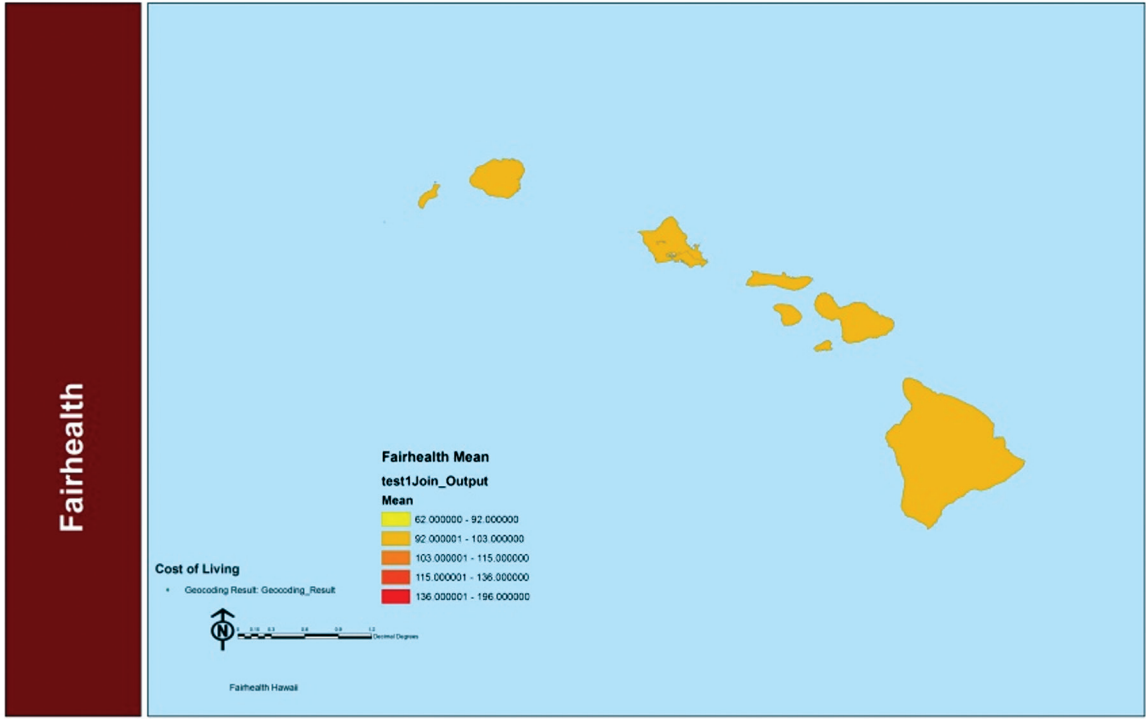 Fairhealth
Fairhealth Mean
test1Join_Output
Mean
62.000000 - 92.000000
92.000001 - 103.000000
103.000001 - 115.000000
115.000001 - 136.000000
136.000001 - 196.000000
Cost of Living
Geocoding Result: Geocoding_Result
N
Decimal Degrees
Fairhealth Hawaii